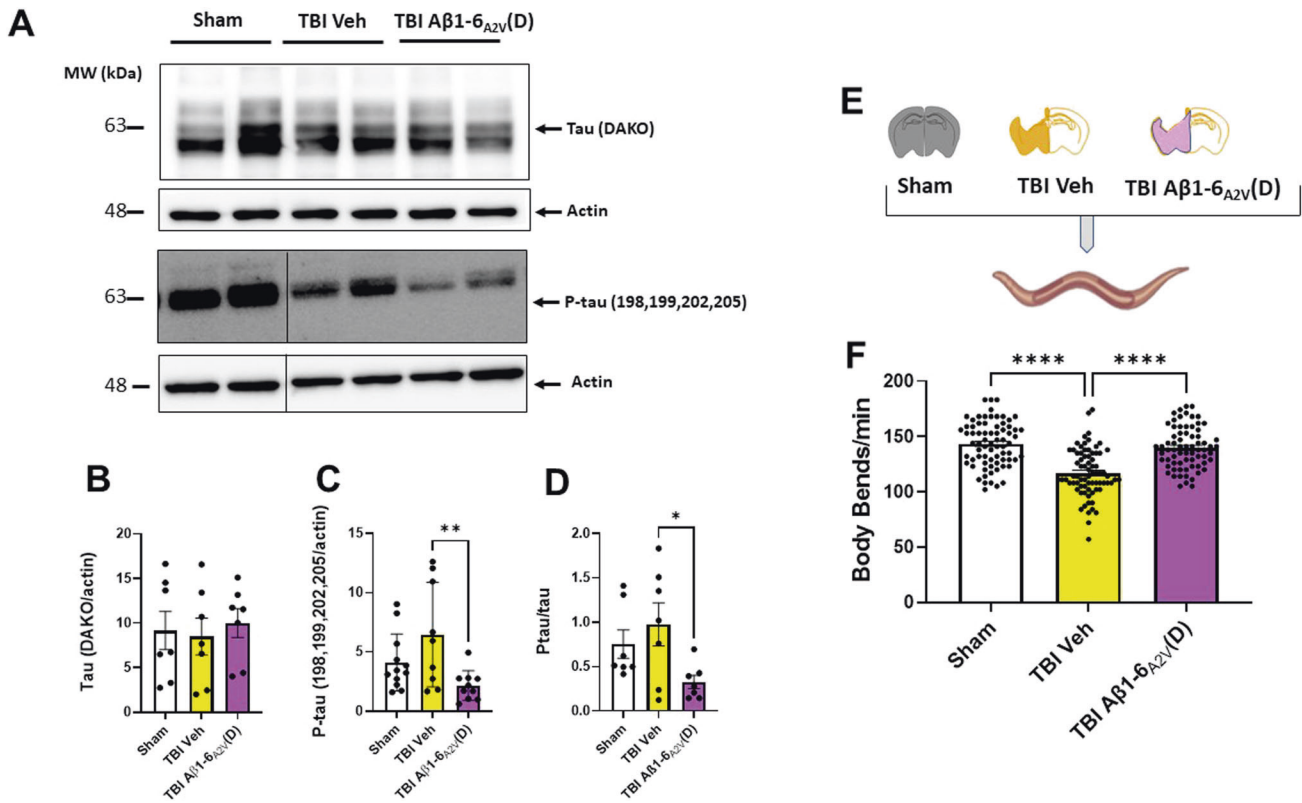 A
Sham
TBI Veh
TBI Aβ1-6A2V(D)
MW (kDa)
63
Tau (DAKO)
48
Actin
63
P-tau (198,199,202,205)
48
Actin
B
Tau (DAKO/actin)
20
15
10
5
0
Sham
TBI Veh
TBI Aβ1-6A2V(D)
C
P-tau (198,199,202,205/actin)
15
10
5
0
**
Sham
TBI Veh
TBI Aβ1-6A2V(D)
D
Ptau/tau
2.0
1.5
1.0
0.5
0.0
*
Sham
TBI Veh
TBI Aß1-6A2V(D)
E
Sham
TBI Veh
TBI Aβ1-6A2V(D)
F
Body Bends/min
200
150
100
50
0
****
****
Sham
TBI Veh
TBI Aβ1-6A2V(D)